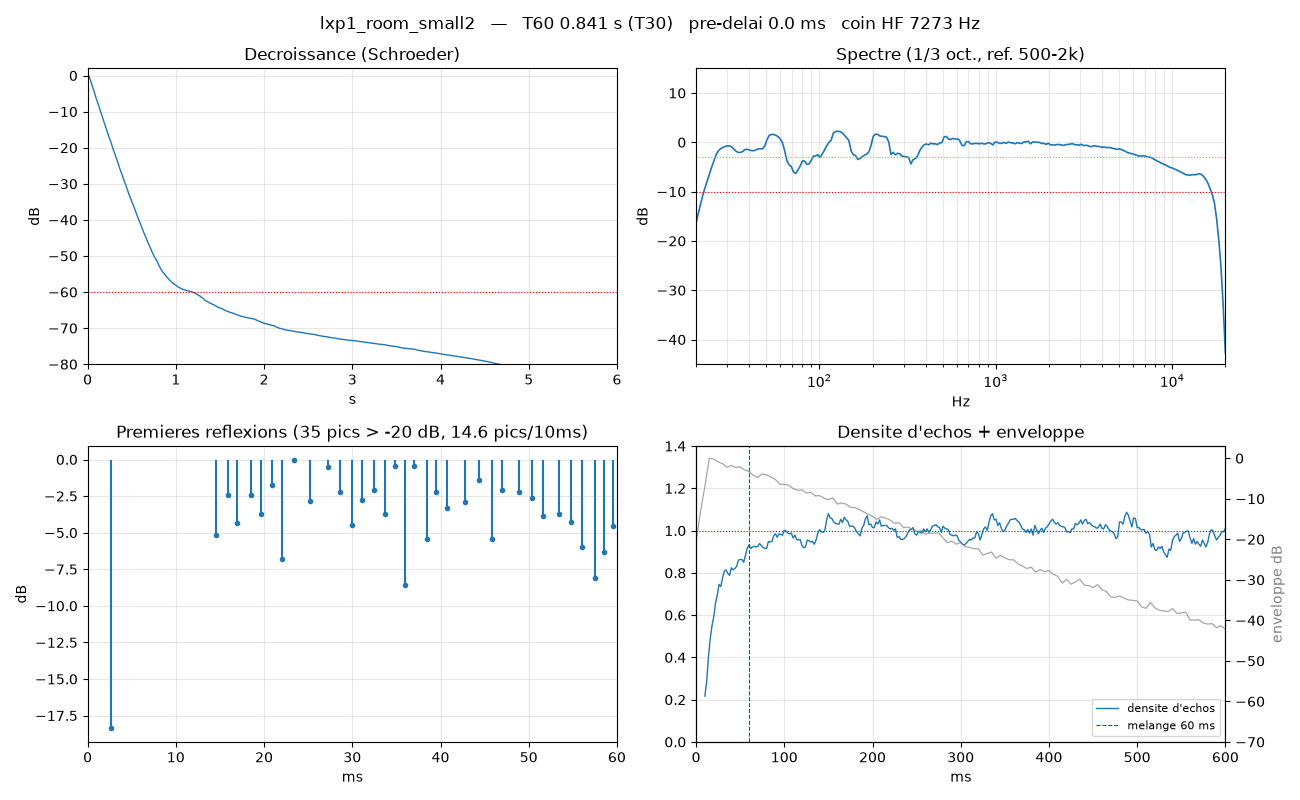 lxp1_room_small2 — T60 0.841 s (T30) pre-delai 0.0 ms coin HF 7273 Hz
Decroissance (Schroeder)
0
−10
−20
−30
−40
−50
−60
−70
−80
dB
0 1 2 3 4 5 6
s
Spectre (1/3 oct., ref. 500-2k)
10
0
−10
−20
−30
−40
dB
10² 10³ 10⁴
Hz
Premieres reflexions (35 pics > -20 dB, 14.6 pics/10ms)
0.0
−2.5
−5.0
−7.5
−10.0
−12.5
−15.0
−17.5
dB
0 10 20 30 40 50 60
ms
Densite d'echos + enveloppe
1.4
1.2
1.0
0.8
0.6
0.4
0.2
0.0
0
−10
−20
−30
−40
−50
−60
−70
enveloppe dB
densite d'echos
melange 60 ms
0 100 200 300 400 500 600
ms